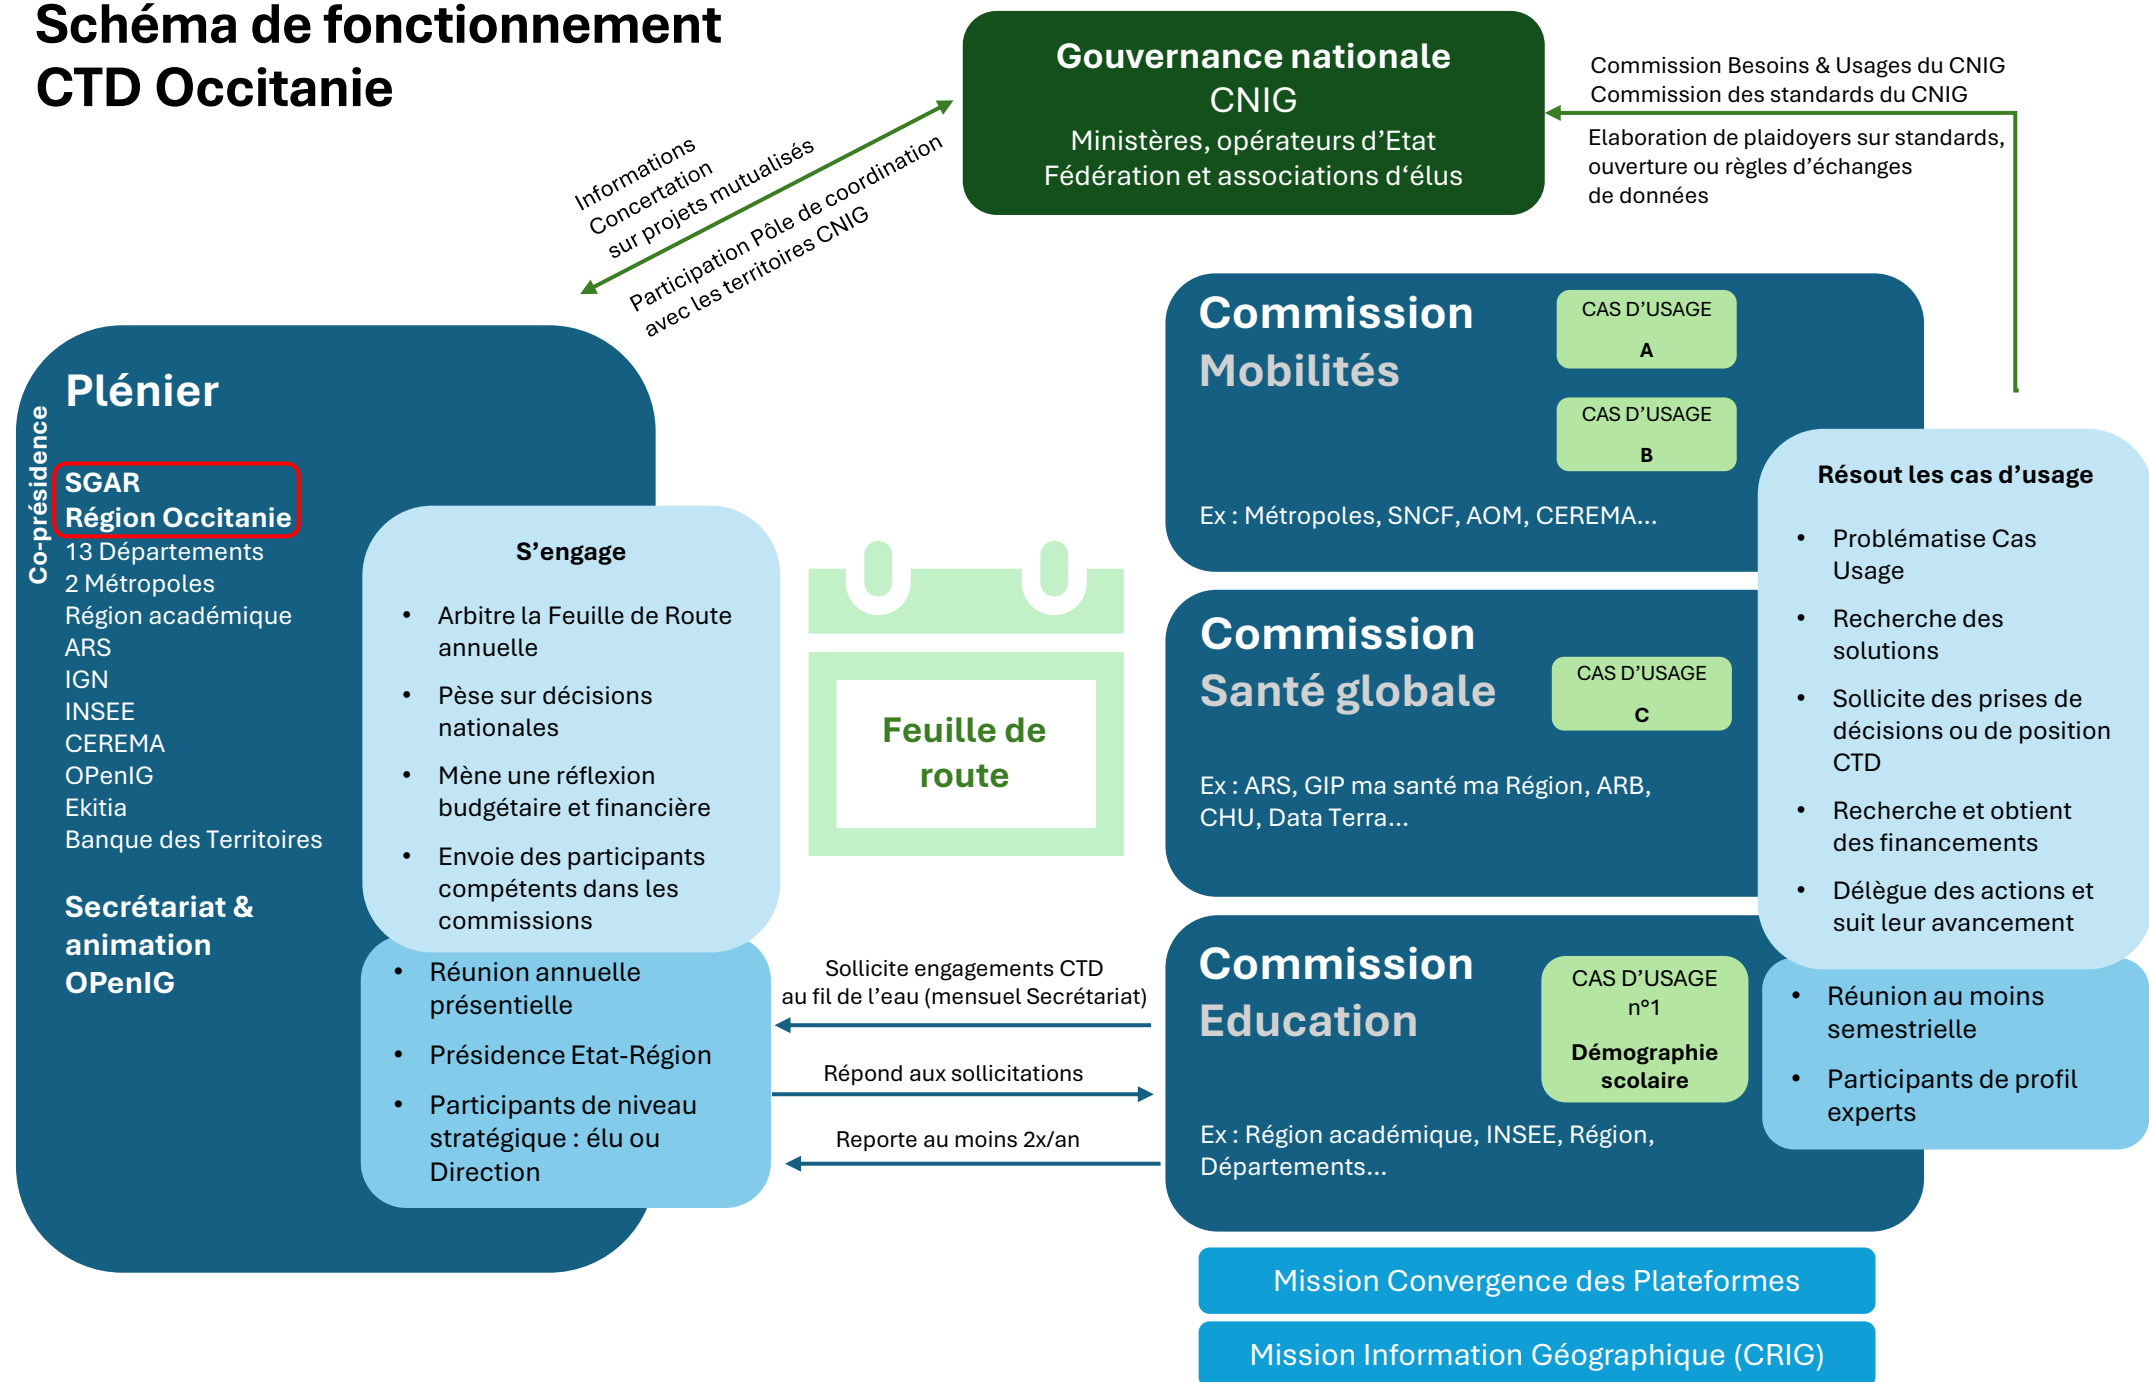 Schéma de fonctionnement
CTD Occitanie
Gouvernance nationale
CNIG
Ministères, opérateurs d'Etat
Fédération et associations d‘élus
Commission Besoins & Usages du CNIG
Commission des standards du CNIG
Elaboration de plaidoyers sur standards,
ouverture ou règles d'échanges
de données
Informations
Concertation
sur projets mutualisés
Participation Pôle de coordination
avec les territoires CNIG
Plénier
Co-présidence
SGAR
Région Occitanie
13 Départements
2 Métropoles
Région académique
ARS
IGN
INSEE
CEREMA
OPenIG
Ekitia
Banque des Territoires
Secrétariat &
animation
OPenIG
S'engage
• Arbitre la Feuille de Route
annuelle
• Pèse sur décisions
nationales
• Mène une réflexion
budgétaire et financière
• Envoie des participants
compétents dans les
commissions
• Réunion annuelle
présentielle
• Présidence Etat-Région
• Participants de niveau
stratégique : élu ou
Direction
Feuille de
route
Sollicite engagements CTD
au fil de l'eau (mensuel Secrétariat)
Répond aux sollicitations
Reporte au moins 2x/an
Commission
Mobilités
CAS D'USAGE
A
CAS D'USAGE
B
Ex : Métropoles, SNCF, AOM, CEREMA...
Commission
Santé globale
CAS D'USAGE
C
Ex : ARS, GIP ma santé ma Région, ARB,
CHU, Data Terra...
Commission
Education
CAS D'USAGE
n°1
Démographie
scolaire
Ex : Région académique, INSEE, Région,
Départements...
Résout les cas d'usage
• Problématise Cas
Usage
• Recherche des
solutions
• Sollicite des prises de
décisions ou de position
CTD
• Recherche et obtient
des financements
• Délègue des actions et
suit leur avancement
• Réunion au moins
semestrielle
• Participants de profil
experts
Mission Convergence des Plateformes
Mission Information Géographique (CRIG)